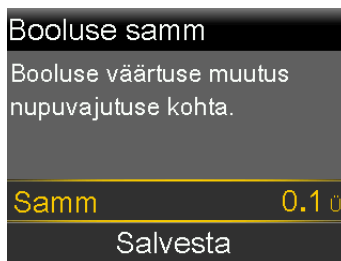 Booluse samm
Booluse väärtuse muutus
nupuvajutuse kohta.
Samm 0.1 ü
Salvesta